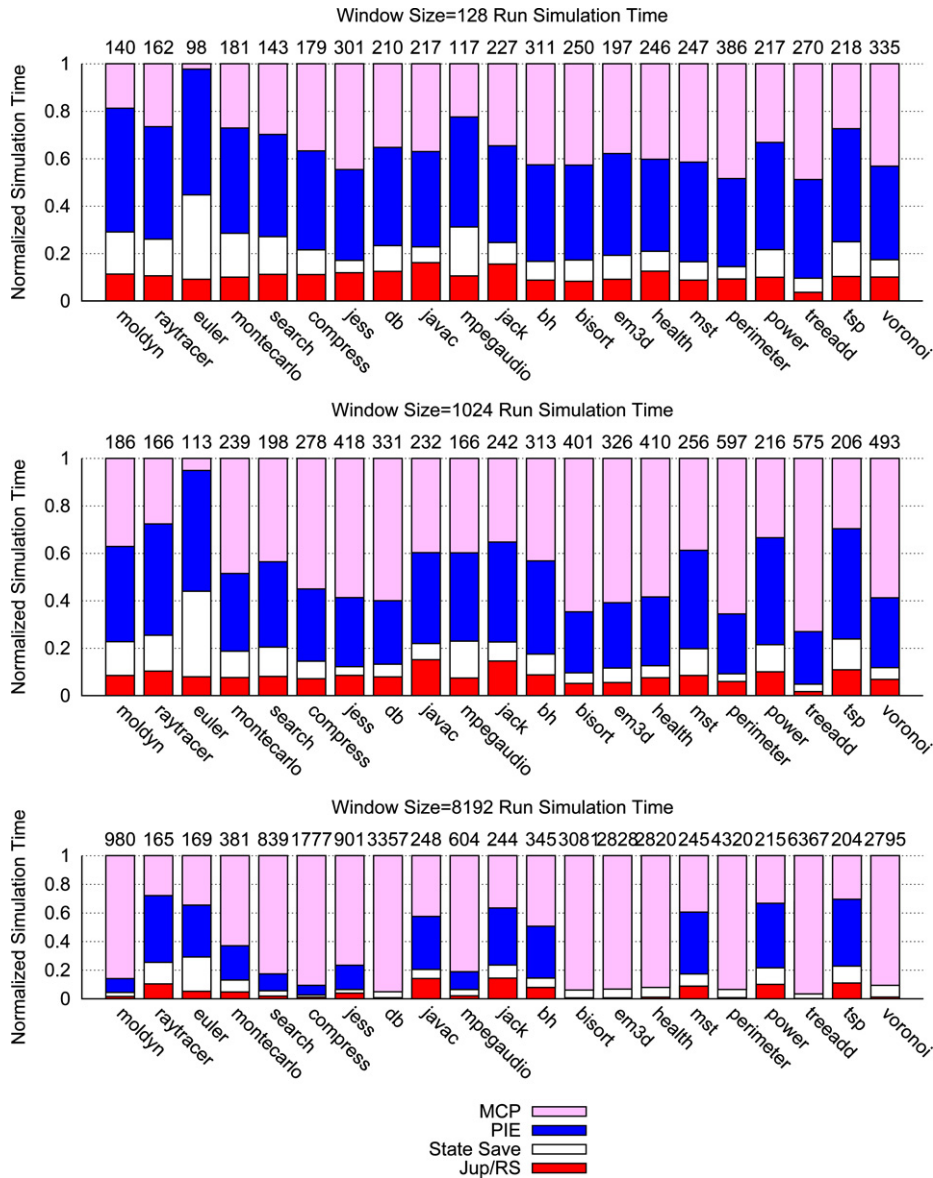 Window Size=128 Run Simulation Time
140 162 98 181 143 179 301 210 217 117 227 311 250 197 246 247 386 217 270 218 335
Normalized Simulation Time
1
0.8
0.6
0.4
0.2
0
moldyn raytracer euler montecarlo search compress jess db javac mpegaudio jack bh bisort em3d health mst perimeter power treeadd tsp voronoi
Window Size=1024 Run Simulation Time
186 166 113 239 198 278 418 331 232 166 242 313 401 326 410 256 597 216 575 206 493
Normalized Simulation Time
1
0.8
0.6
0.4
0.2
0
moldyn raytracer euler montecarlo search compress jess db javac mpegaudio jack bh bisort em3d health mst perimeter power treeadd tsp voronoi
Window Size=8192 Run Simulation Time
980 165 169 381 839 1777 901 3357 248 604 244 345 3081 2828 2820 245 4320 215 6367 204 2795
Normalized Simulation Time
1
0.8
0.6
0.4
0.2
0
moldyn raytracer euler montecarlo search compress jess db javac mpegaudio jack bh bisort em3d health mst perimeter power treeadd tsp voronoi
MCP
PIE
State Save
Jup/RS